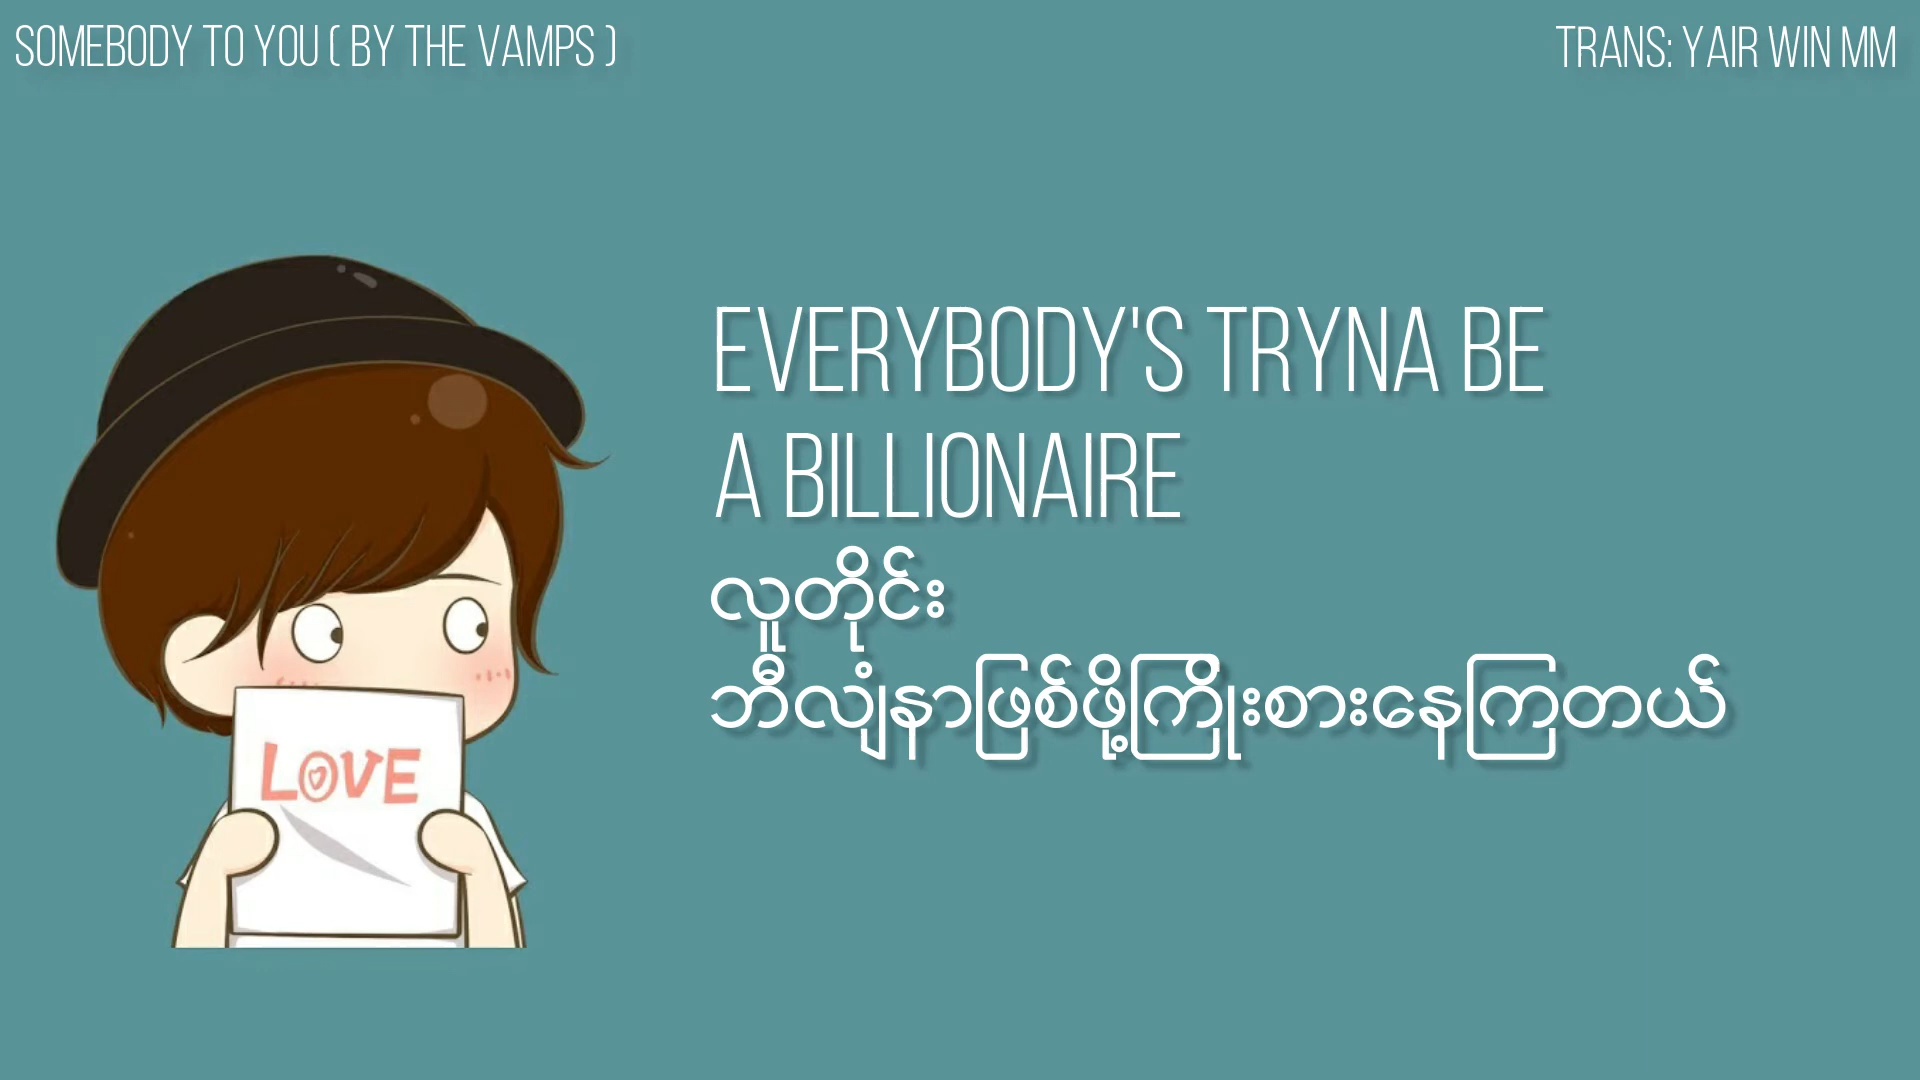 SOMEBODY TO YOU ( BY THE VAMPS )
TRANS: YAIR WIN MM
EVERYBODY'S TRYNA BE
A BILLIONAIRE
လူတိုင်း
ဘီလျံနာဖြစ်ဖို့ကြိုးစားနေကြတယ်
LOVE